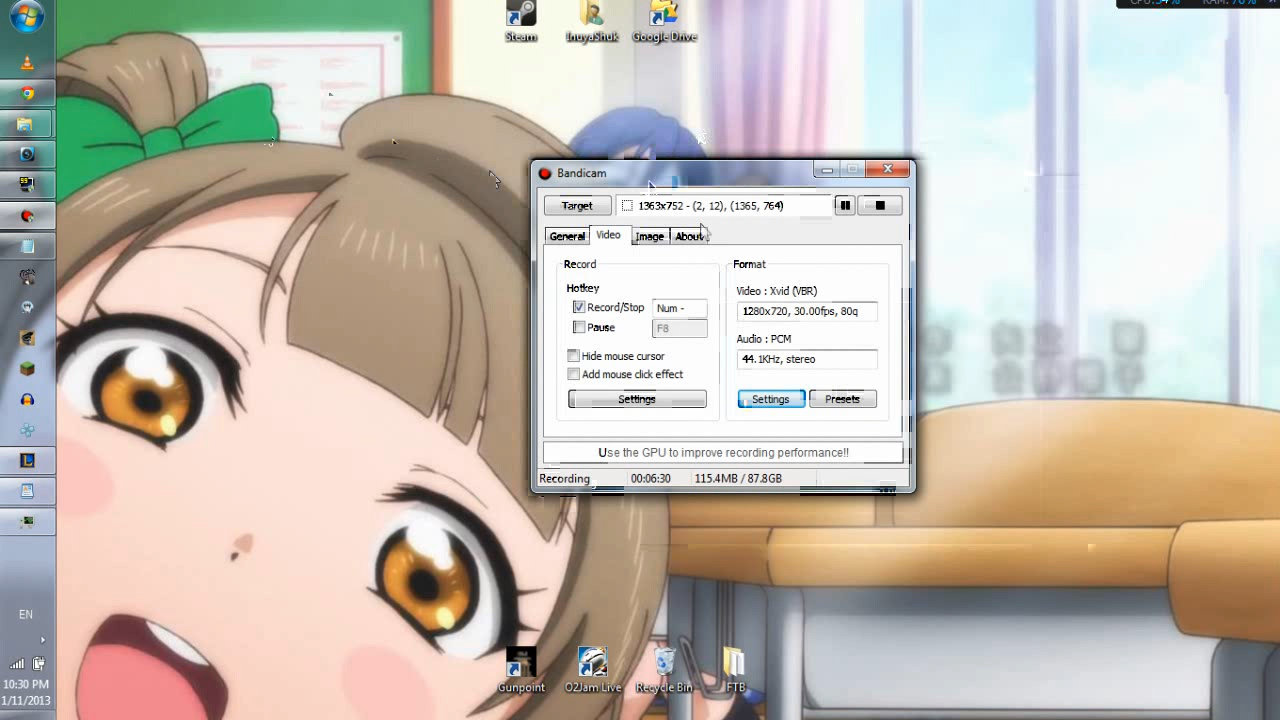 Steam
InuyaShuk
Google Drive
Bandicam
Target
1363x752 - (2, 12), (1365, 764)
General
Video
Image
About
Record
Hotkey
Record/Stop
Num -
Pause
F8
Hide mouse cursor
Add mouse click effect
Settings
Format
Video : Xvid (VBR)
1280x720, 30.00fps, 80q
Audio : PCM
44.1KHz, stereo
Settings
Presets
Use the GPU to improve recording performance!!
Recording
00:06:30
115.4MB / 87.8GB
EN
10:30 PM
1/11/2013
Gunpoint
O2Jam Live
Recycle Bin
FTB